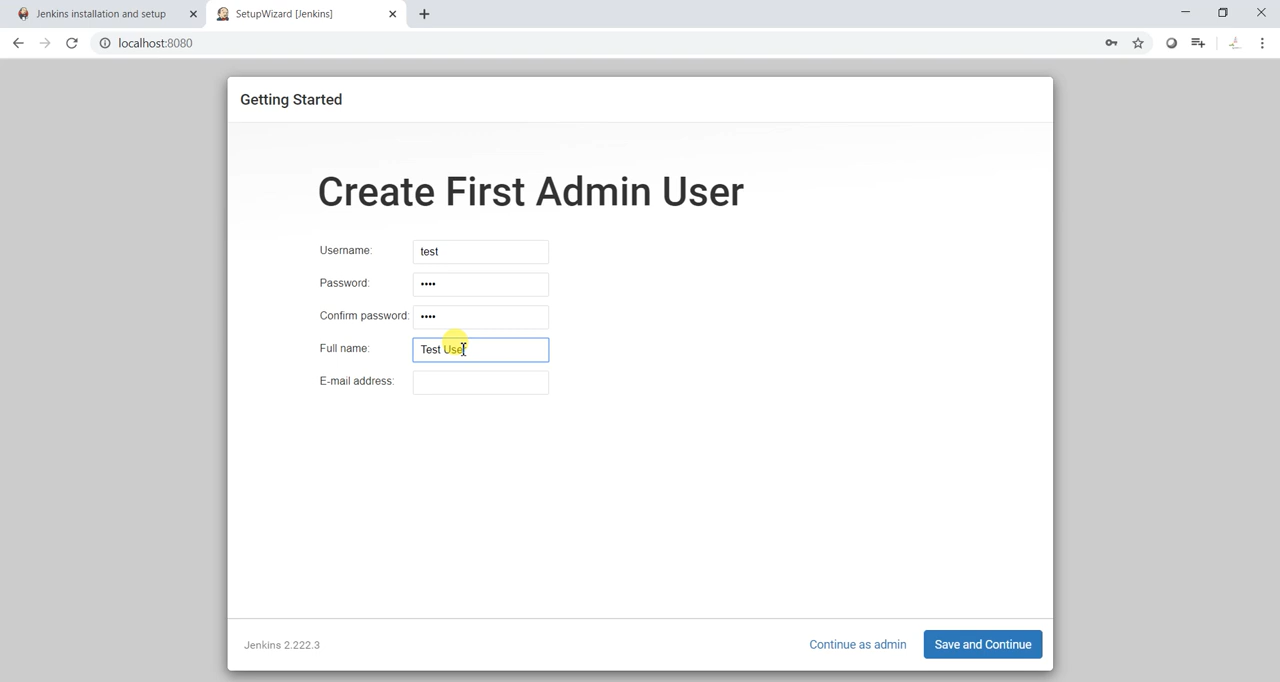 Jenkins installation and setup
SetupWizard [Jenkins]
localhost:8080
Getting Started
Create First Admin User
Username: test
Password: ••••
Confirm password: ••••
Full name: Test User
E-mail address:
Jenkins 2.222.3
Continue as admin
Save and Continue